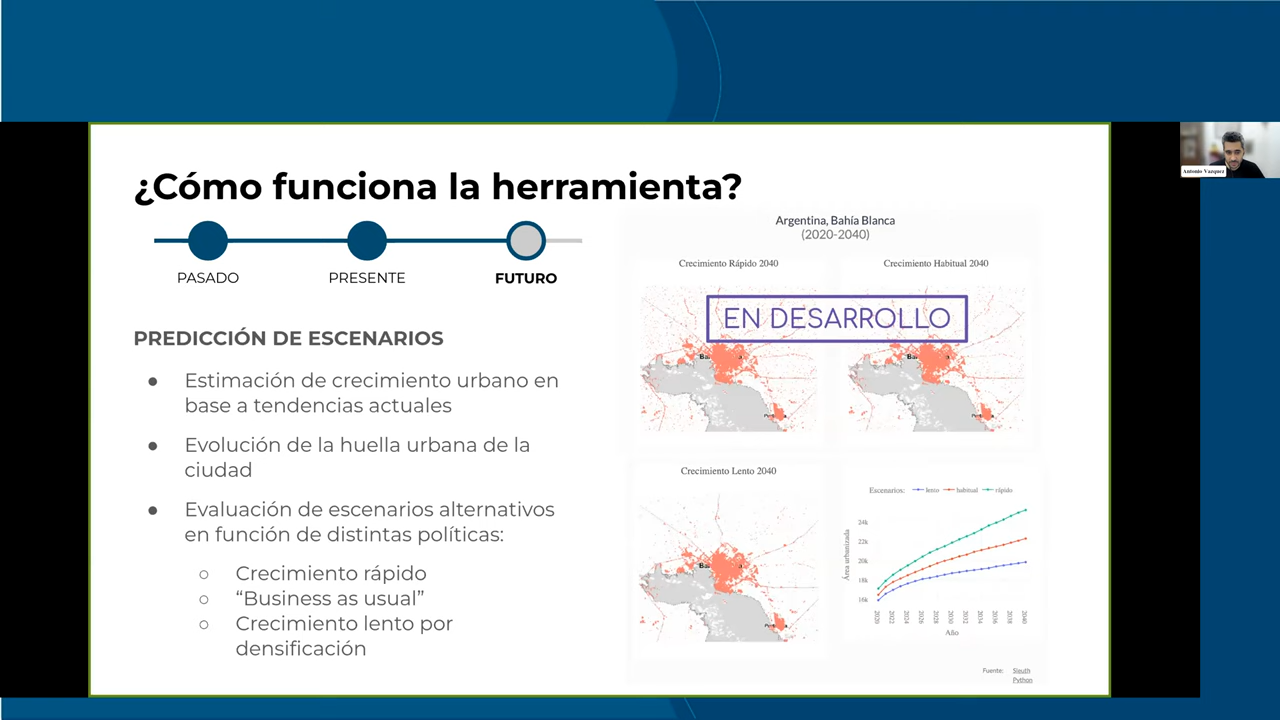 ¿Cómo funciona la herramienta?
PASADO
PRESENTE
FUTURO
PREDICCIÓN DE ESCENARIOS
● Estimación de crecimiento urbano en
base a tendencias actuales
● Evolución de la huella urbana de la
ciudad
● Evaluación de escenarios alternativos
en función de distintas políticas:
○ Crecimiento rápido
○ “Business as usual”
○ Crecimiento lento por
densificación
Argentina, Bahía Blanca
(2020-2040)
Crecimiento Rápido 2040
Crecimiento Habitual 2040
EN DESARROLLO
Crecimiento Lento 2040
Escenarios: lento habitual rápido
Área urbanizada
24k
22k
20k
18k
16k
2020 2022 2024 2026 2028 2030 2032 2034 2036 2038 2040
Año
Fuente: Sleuth
Python
Antonio Vazquez